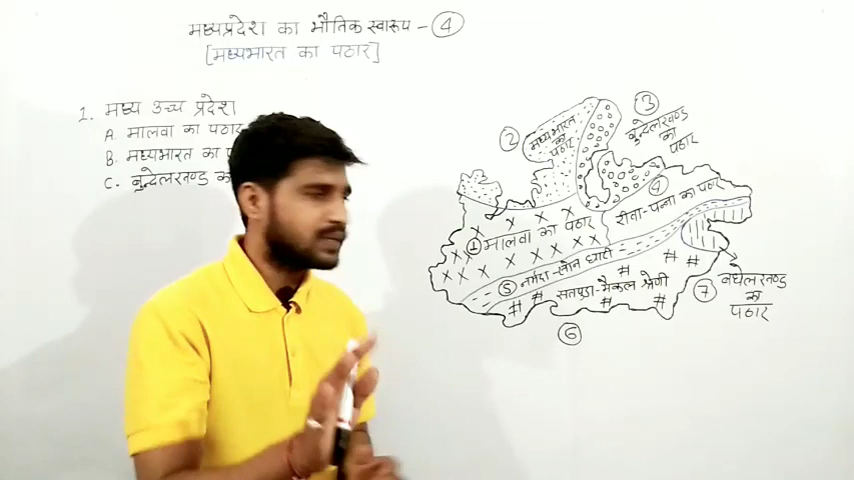 मध्यप्रदेश का भौतिक स्वारूप - 4
[मध्यभारत का पठार]
1. मध्य उच्च प्रदेश
A. मालवा का पठार
B. मध्यभारत का
C. बुन्देलखण्ड
2
मध्यभारत
का
पठार
3
बुन्देलखण्ड
का
पठार
4
रीवा-पन्ना का पठार
1 मालवा का पठार
5 नर्मदा-सोन घाटी
सतपुड़ा-मैकल श्रेणी
6
7 बघेलखण्ड
का
पठार